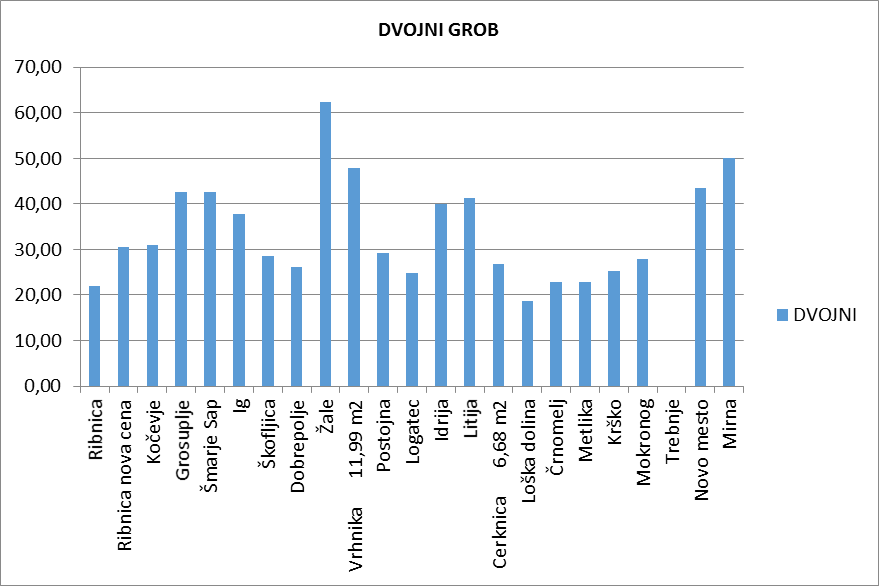 DVOJNI GROB
70,00
60,00
50,00
40,00
30,00
20,00
10,00
0,00
Ribnica
Ribnica nova cena
Kočevje
Grosuplje
Šmarje Sap
Ig
Škofljica
Dobrepolje
Žale
Vrhnika 11,99 m2
Postojna
Logatec
Idrija
Litija
Cerknica 6,68 m2
Loška dolina
Črnomelj
Metlika
Krško
Mokronog
Trebnje
Novo mesto
Mirna
DVOJNI